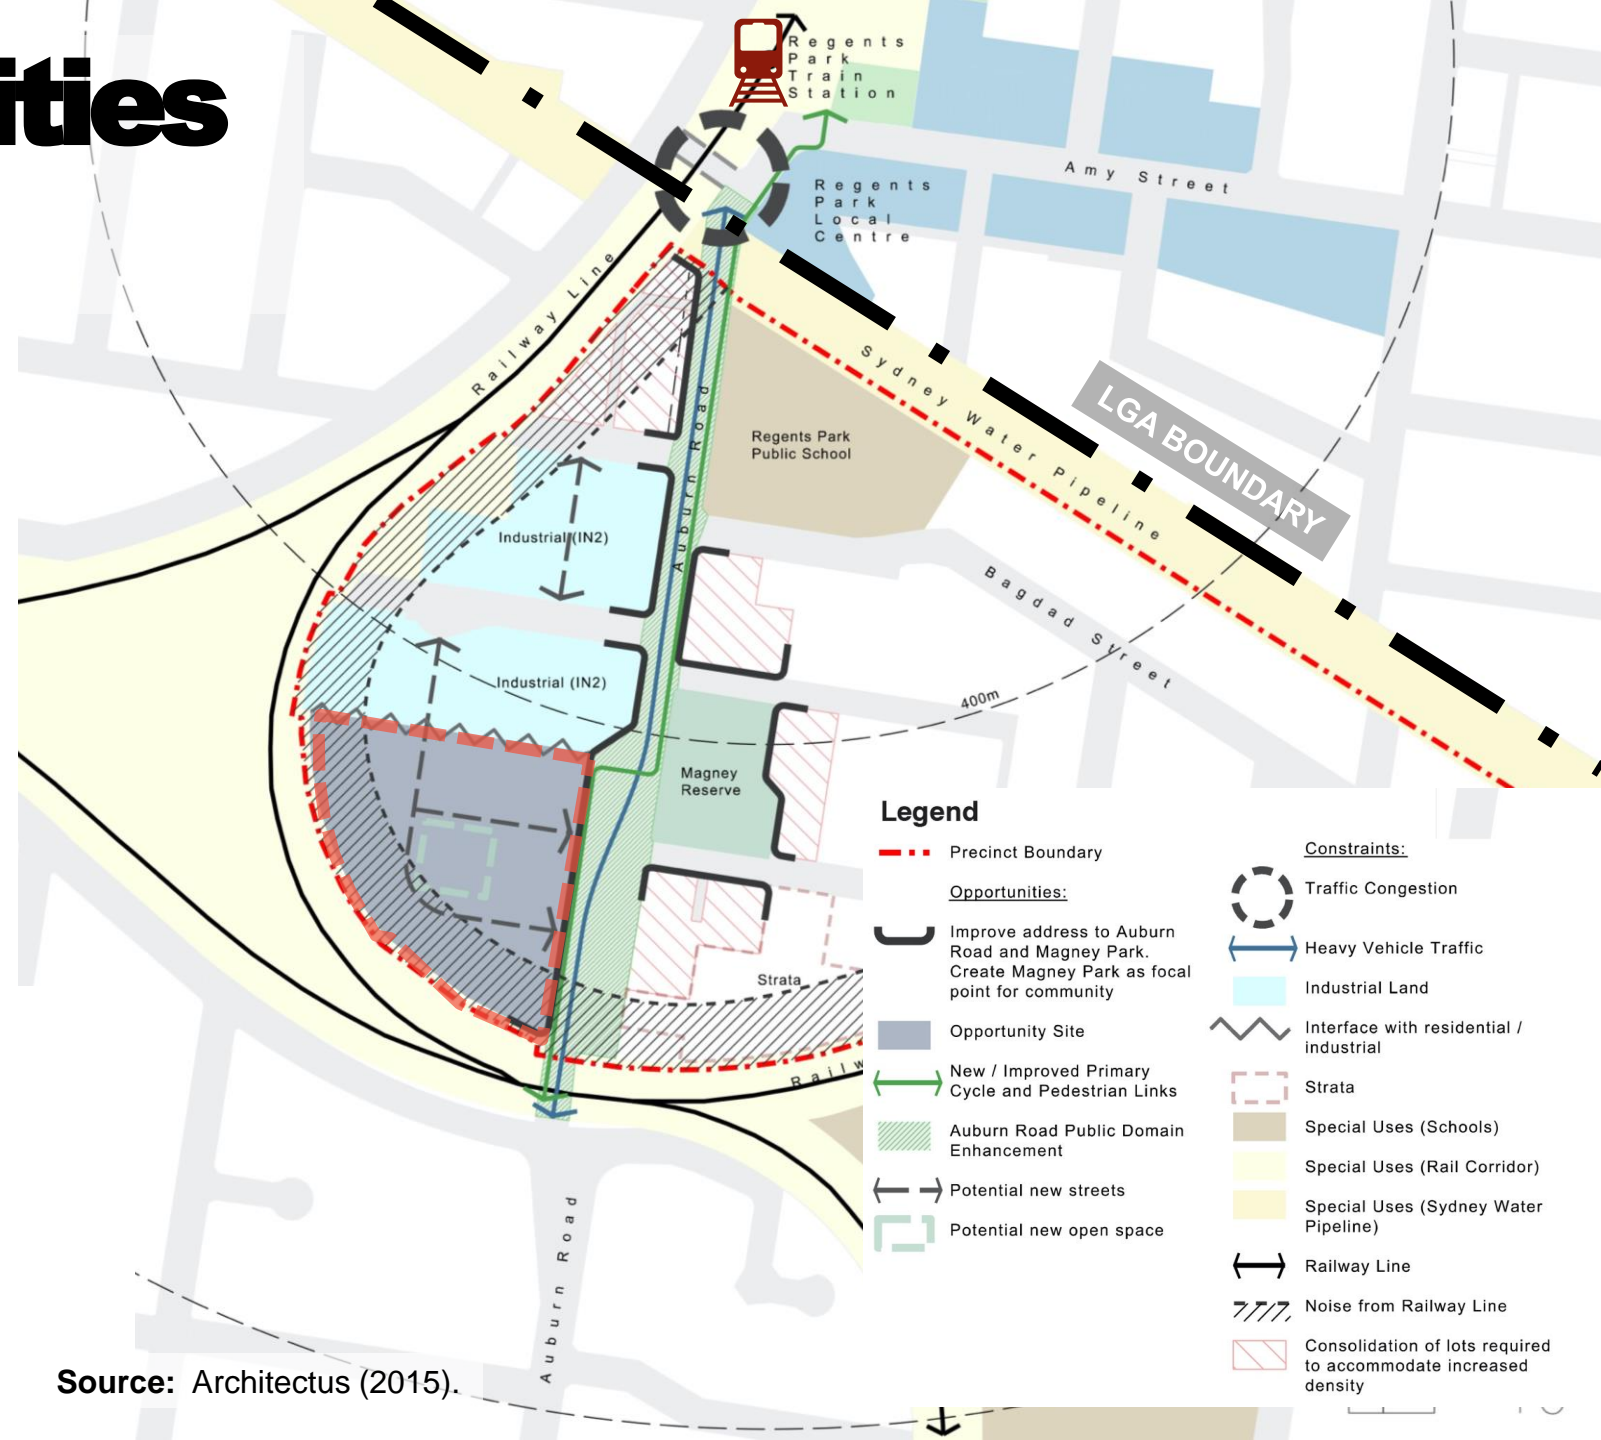 ities
Regents
Park
Train
Station
Amy Street
Regents
Park
Local
Centre
Railway Line
Sydney Water Pipeline
LGA BOUNDARY
Regents Park
Public School
Auburn Road
Industrial (IN2)
Bagdad Street
Industrial (IN2)
400m
Magney
Reserve
Strata
Railw
Auburn Road
Legend
Precinct Boundary
Opportunities:
Improve address to Auburn
Road and Magney Park.
Create Magney Park as focal
point for community
Opportunity Site
New / Improved Primary
Cycle and Pedestrian Links
Auburn Road Public Domain
Enhancement
Potential new streets
Potential new open space
Constraints:
Traffic Congestion
Heavy Vehicle Traffic
Industrial Land
Interface with residential /
industrial
Strata
Special Uses (Schools)
Special Uses (Rail Corridor)
Special Uses (Sydney Water
Pipeline)
Railway Line
Noise from Railway Line
Consolidation of lots required
to accommodate increased
density
Source: Architectus (2015).